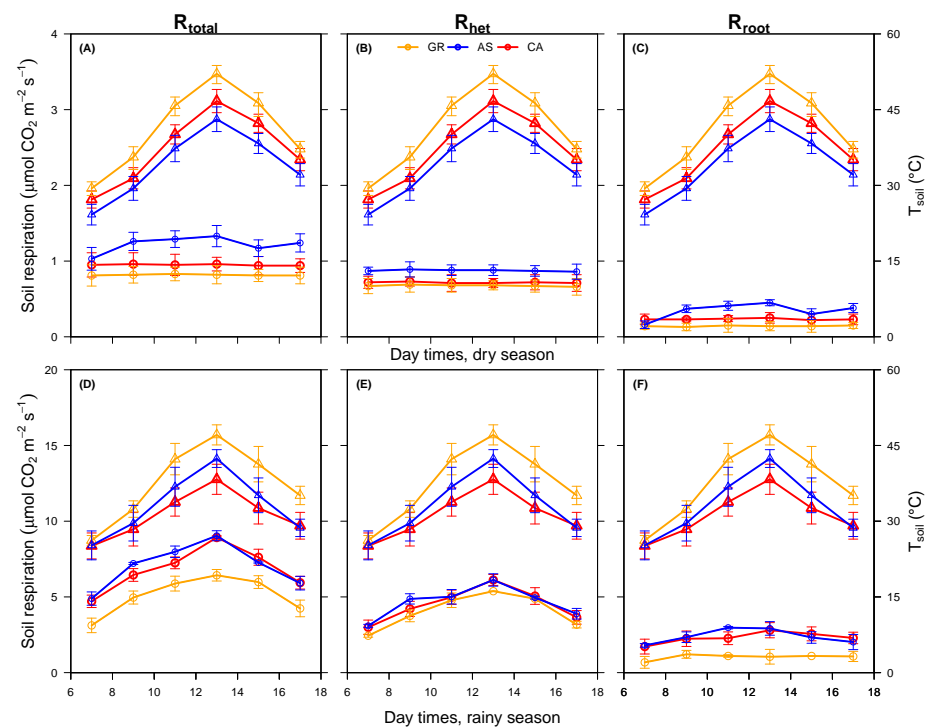 R_total R_het R_root
4 (A) (B) GR AS CA (C) 60
3 45
2 30
1 15
0 0
Soil respiration (μmol CO₂ m⁻² s⁻¹)
T_soil (°C)
Day times, dry season
20 (D) (E) (F) 60
15 45
10 30
5 15
0 0
Soil respiration (μmol CO₂ m⁻² s⁻¹)
T_soil (°C)
6 8 10 12 14 16 18 6 8 10 12 14 16 18 6 8 10 12 14 16 18
Day times, rainy season